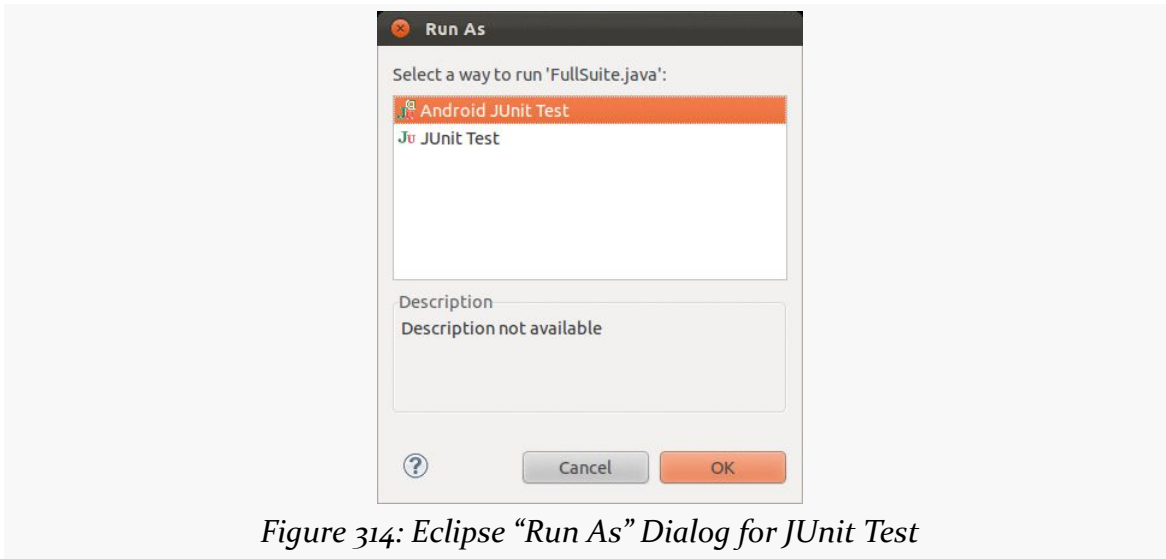 Run As
Select a way to run 'FullSuite.java':
Android JUnit Test
Ju JUnit Test
Description
Description not available
Cancel
OK
Figure 314: Eclipse “Run As” Dialog for JUnit Test